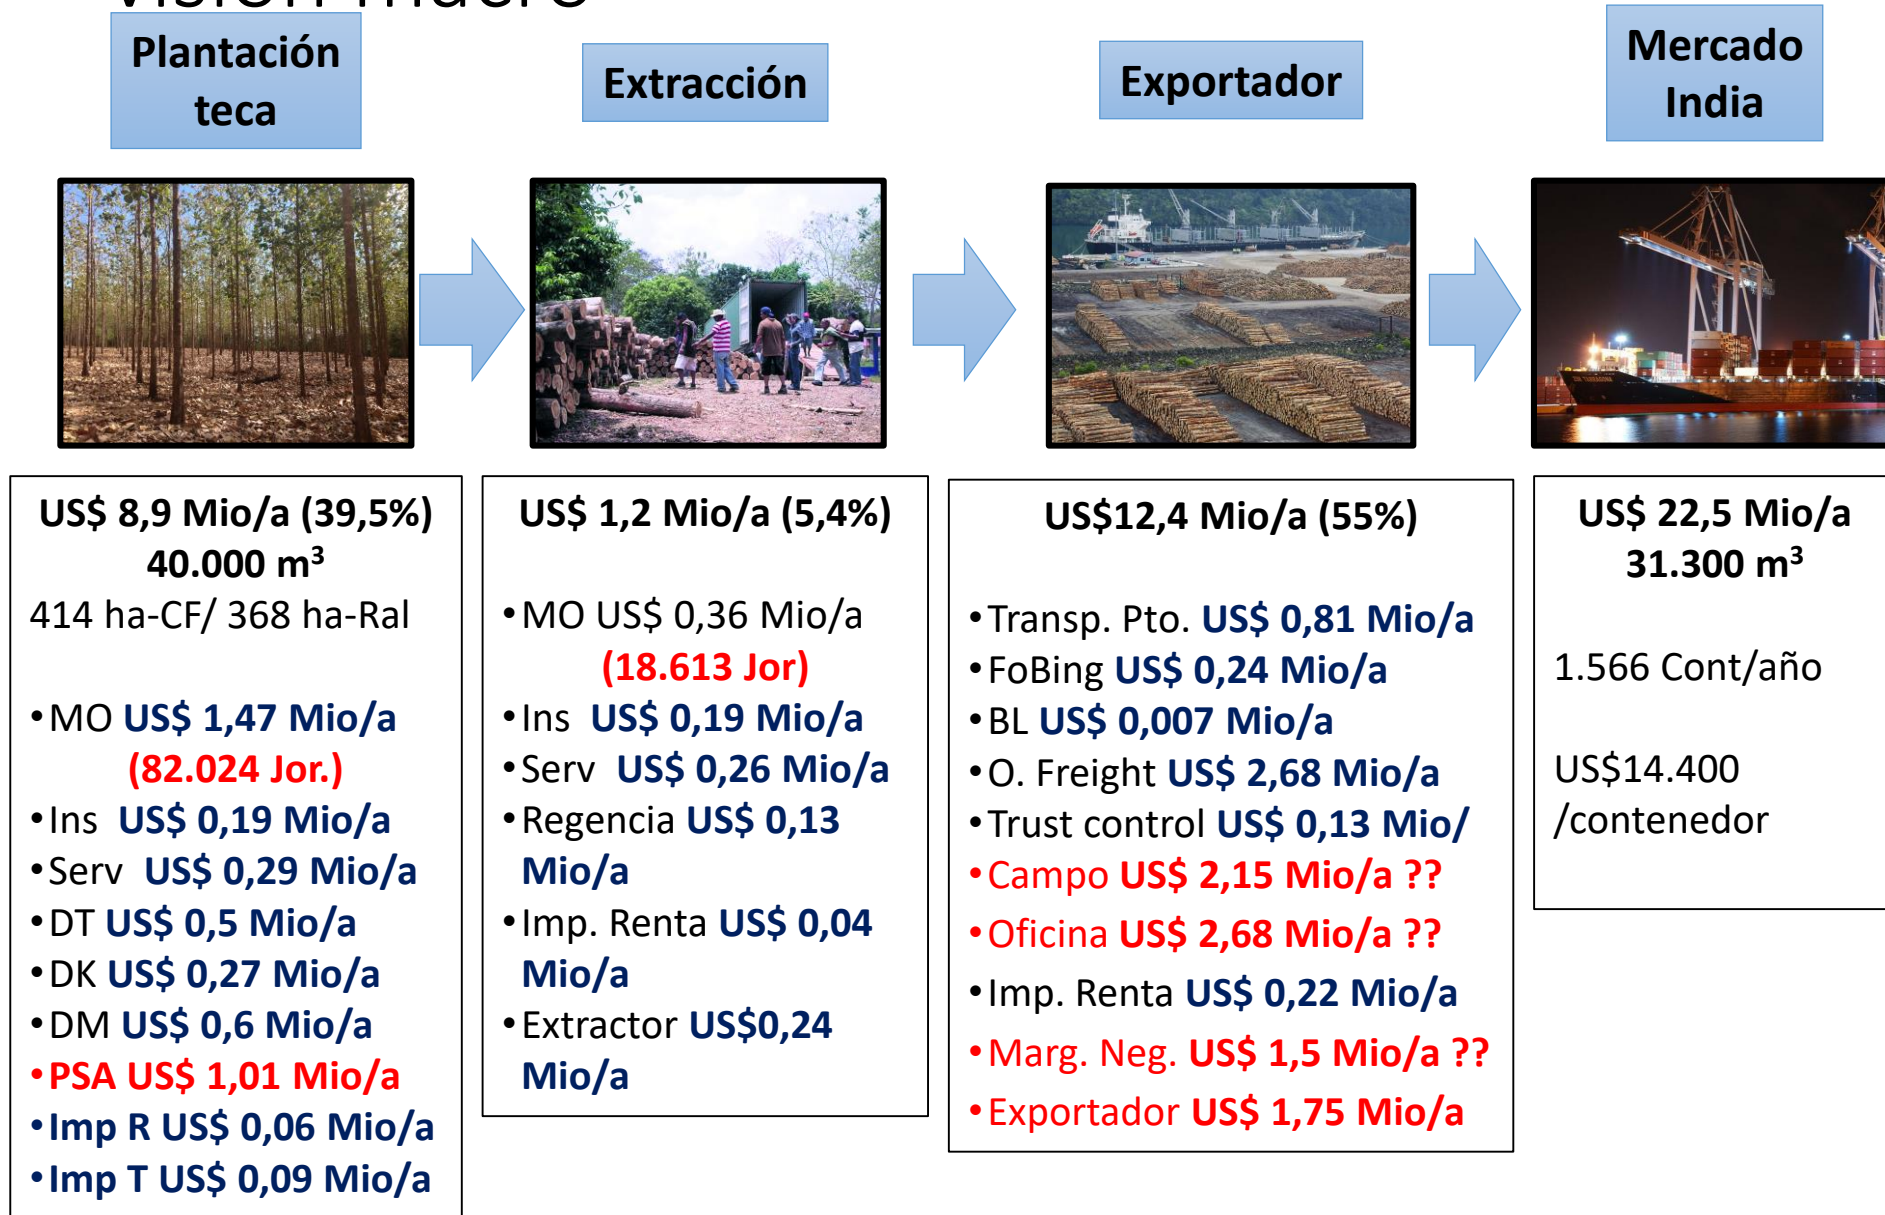 visión macro
Plantación
teca
Extracción
Exportador
Mercado
India
US$ 8,9 Mio/a (39,5%)
40.000 m³
414 ha-CF/ 368 ha-Ral
•MO US$ 1,47 Mio/a
(82.024 Jor.)
•Ins US$ 0,19 Mio/a
•Serv US$ 0,29 Mio/a
•DT US$ 0,5 Mio/a
•DK US$ 0,27 Mio/a
•DM US$ 0,6 Mio/a
•PSA US$ 1,01 Mio/a
•Imp R US$ 0,06 Mio/a
•Imp T US$ 0,09 Mio/a
US$ 1,2 Mio/a (5,4%)
•MO US$ 0,36 Mio/a
(18.613 Jor)
•Ins US$ 0,19 Mio/a
•Serv US$ 0,26 Mio/a
•Regencia US$ 0,13
Mio/a
•Imp. Renta US$ 0,04
Mio/a
•Extractor US$0,24
Mio/a
US$12,4 Mio/a (55%)
•Transp. Pto. US$ 0,81 Mio/a
•FoBing US$ 0,24 Mio/a
•BL US$ 0,007 Mio/a
•O. Freight US$ 2,68 Mio/a
•Trust control US$ 0,13 Mio/
•Campo US$ 2,15 Mio/a ??
•Oficina US$ 2,68 Mio/a ??
•Imp. Renta US$ 0,22 Mio/a
•Marg. Neg. US$ 1,5 Mio/a ??
•Exportador US$ 1,75 Mio/a
US$ 22,5 Mio/a
31.300 m³
1.566 Cont/año
US$14.400
/contenedor